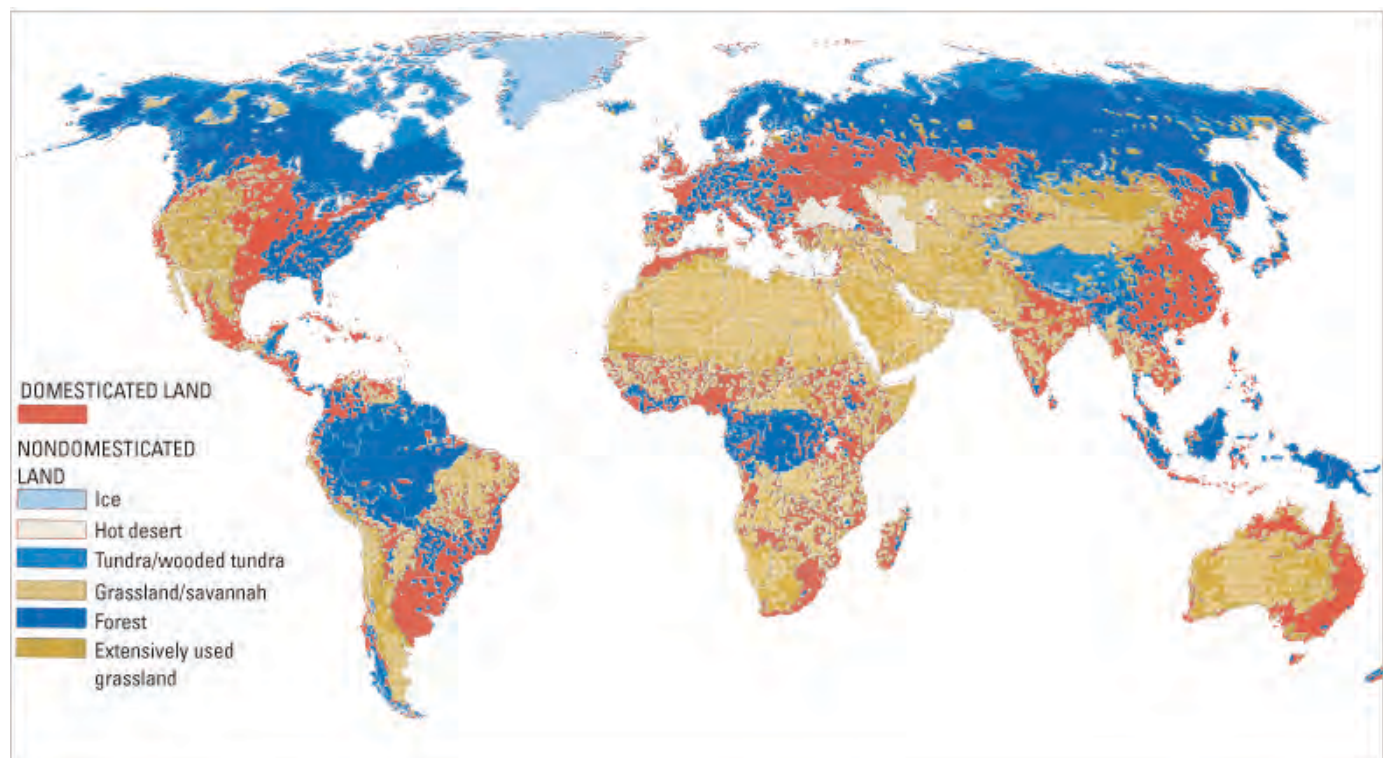 DOMESTICATED LAND
NONDOMESTICATED
LAND
Ice
Hot desert
Tundra/wooded tundra
Grassland/savannah
Forest
Extensively used
grassland